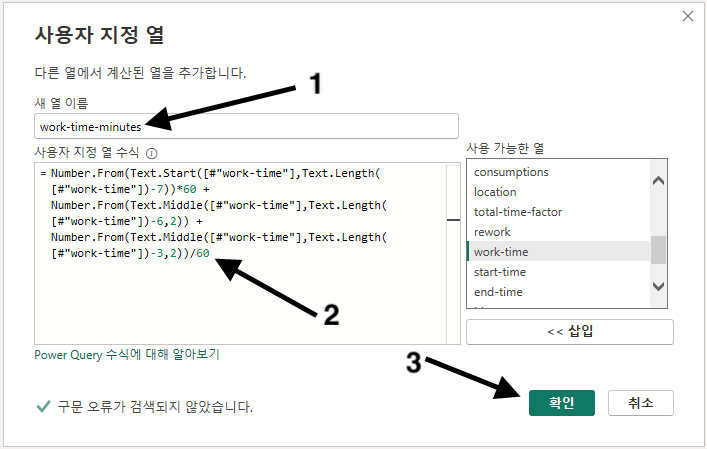 사용자 지정 열
다른 열에서 계산된 열을 추가합니다.
1
새 열 이름
work-time-minutes
사용자 지정 열 수식
= Number.From(Text.Start([#"work-time"],Text.Length(
[#"work-time"])-7))*60 +
Number.From(Text.Middle([#"work-time"],Text.Length(
[#"work-time"])-6,2)) +
Number.From(Text.Middle([#"work-time"],Text.Length(
[#"work-time"])-3,2))/60
2
사용 가능한 열
consumptions
location
total-time-factor
rework
work-time
start-time
end-time
<< 삽입
Power Query 수식에 대해 알아보기
3
구문 오류가 검색되지 않았습니다.
확인
취소